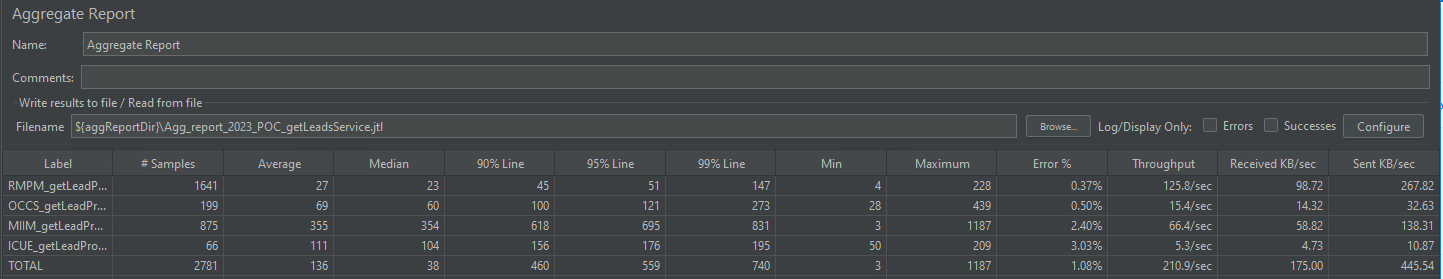 Aggregate Report
Name: Aggregate Report
Comments:
Write results to file / Read from file
Filename ${aggReportDir}\Agg_report_2023_POC_getLeadsService.jtl Browse... Log/Display Only: Errors Successes Configure
Label # Samples Average Median 90% Line 95% Line 99% Line Min Maximum Error % Throughput Received KB/sec Sent KB/sec
RMPM_getLeadP... 1641 27 23 45 51 147 4 228 0.37% 125.8/sec 98.72 267.82
OCCS_getLeadPr... 199 69 60 100 121 273 28 439 0.50% 15.4/sec 14.32 32.63
MIIM_getLeadPro... 875 355 354 618 695 831 3 1187 2.40% 66.4/sec 58.82 138.31
ICUE_getLeadPro... 66 111 104 156 176 195 50 209 3.03% 5.3/sec 4.73 10.87
TOTAL 2781 136 38 460 559 740 3 1187 1.08% 210.9/sec 175.00 445.54